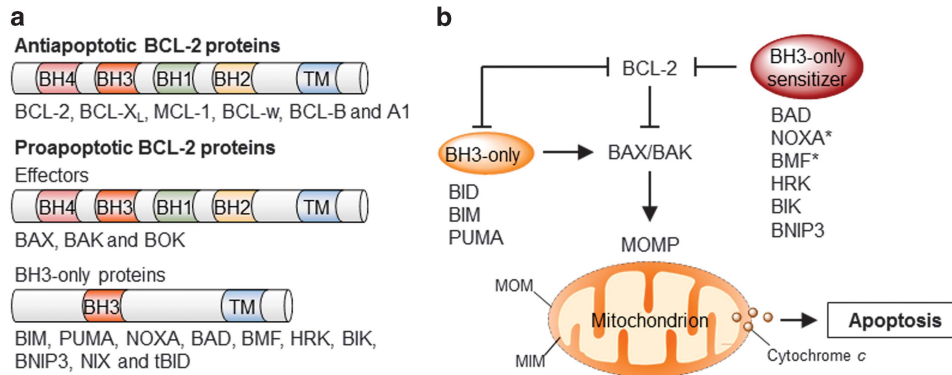 a
Antiapoptotic BCL-2 proteins
BH4 BH3 BH1 BH2 TM
BCL-2, BCL-XL, MCL-1, BCL-w, BCL-B and A1
Proapoptotic BCL-2 proteins
Effectors
BH4 BH3 BH1 BH2 TM
BAX, BAK and BOK
BH3-only proteins
BH3 TM
BIM, PUMA, NOXA, BAD, BMF, HRK, BIK,
BNIP3, NIX and tBID
b
BCL-2
BH3-only
sensitizer
BAD
NOXA*
BMF*
HRK
BIK
BNIP3
BH3-only
BID
BIM
PUMA
BAX/BAK
MOMP
MOM
MIM
Mitochondrion
Cytochrome c
Apoptosis